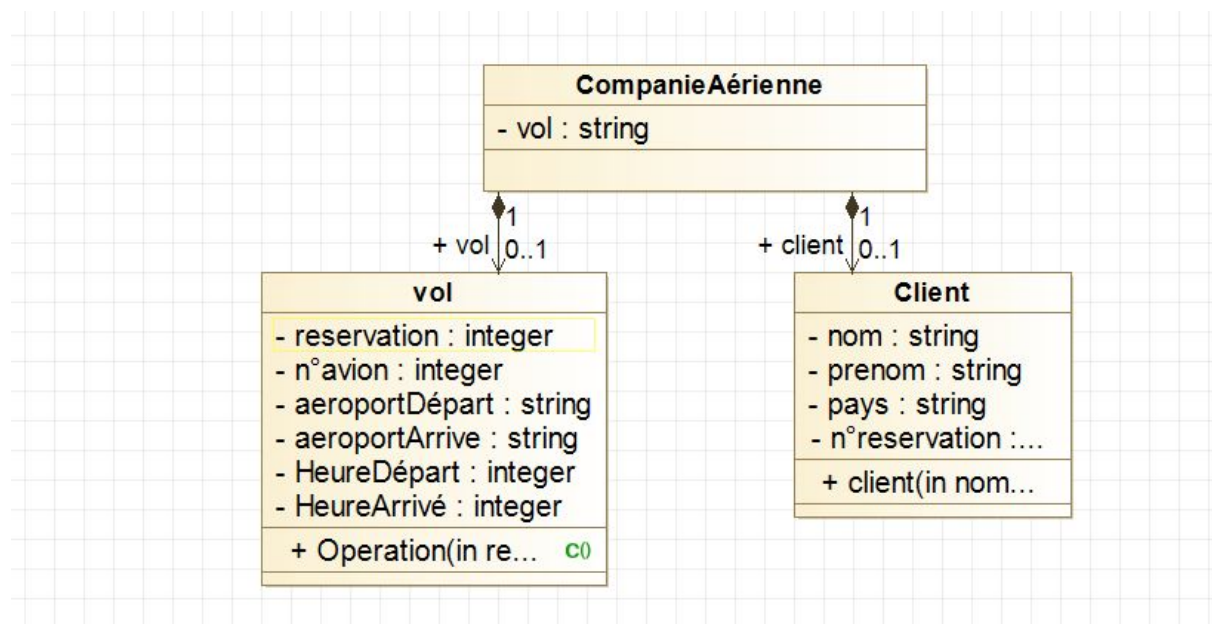 CompanieAérienne
- vol : string
1
+ vol
0..1
1
+ client
0..1
vol
- reservation : integer
- n°avion : integer
- aeroportDépart : string
- aeroportArrive : string
- HeureDépart : integer
- HeureArrivé : integer
+ Operation(in re... C()
Client
- nom : string
- prenom : string
- pays : string
- n°reservation :...
+ client(in nom...